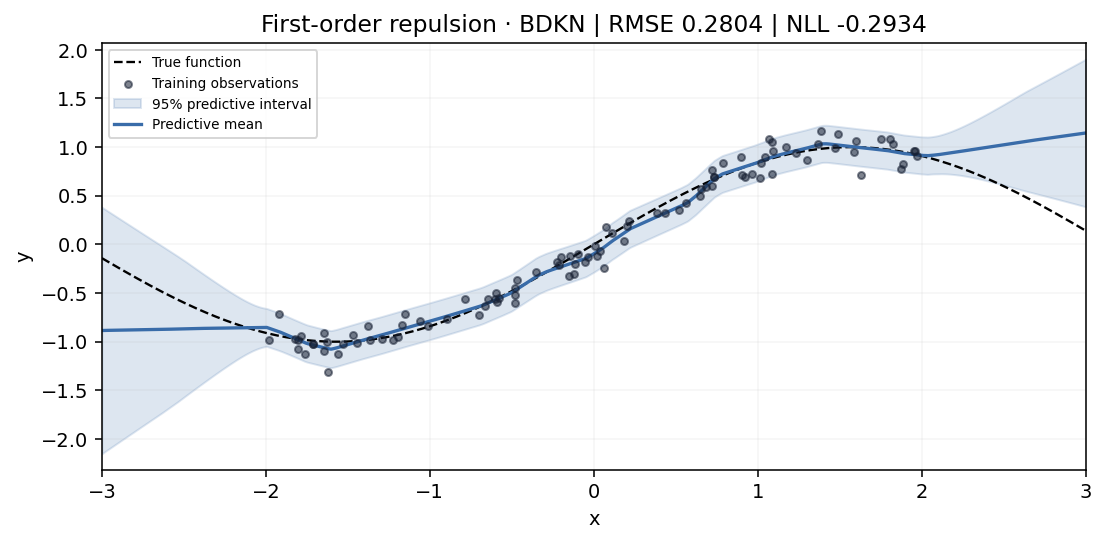 First-order repulsion · BDKN | RMSE 0.2804 | NLL -0.2934
True function
Training observations
95% predictive interval
Predictive mean
2.0
1.5
1.0
0.5
0.0
−0.5
−1.0
−1.5
−2.0
y
−3
−2
−1
0
1
2
3
x